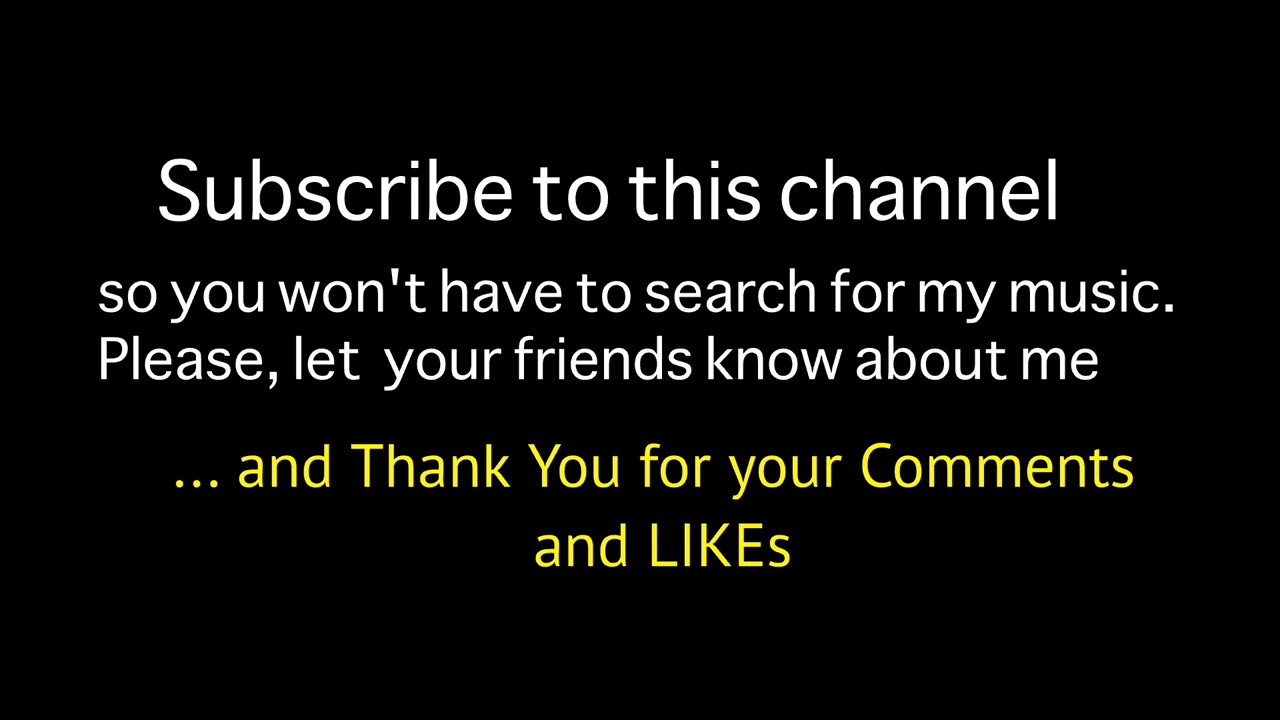 Subscribe to this channel
so you won't have to search for my music.
Please, let  your friends know about me
... and Thank You for your Comments
and LIKEs